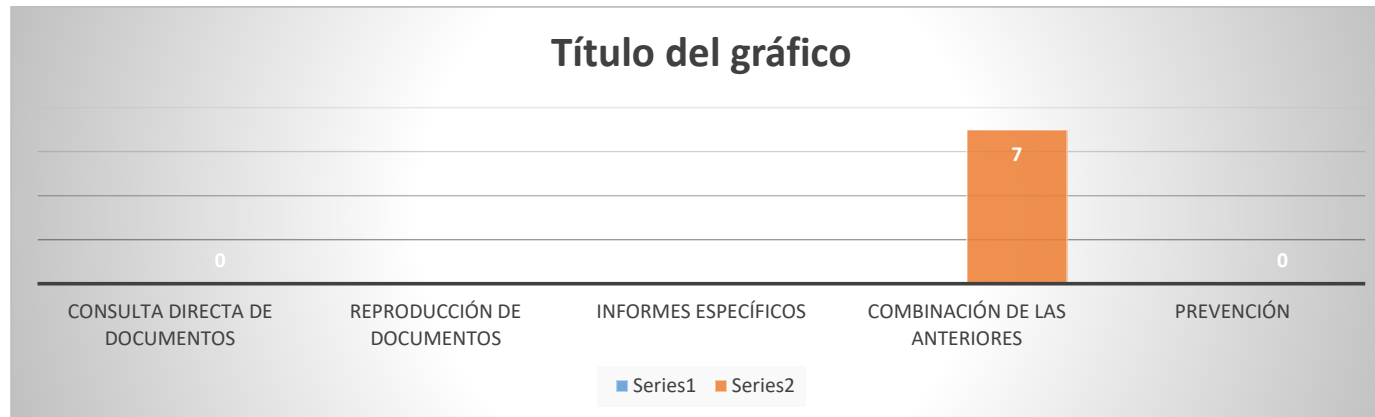 Título del gráfico
7
0
0
CONSULTA DIRECTA DE
DOCUMENTOS
REPRODUCCIÓN DE
DOCUMENTOS
INFORMES ESPECÍFICOS
COMBINACIÓN DE LAS
ANTERIORES
PREVENCIÓN
Series1
Series2